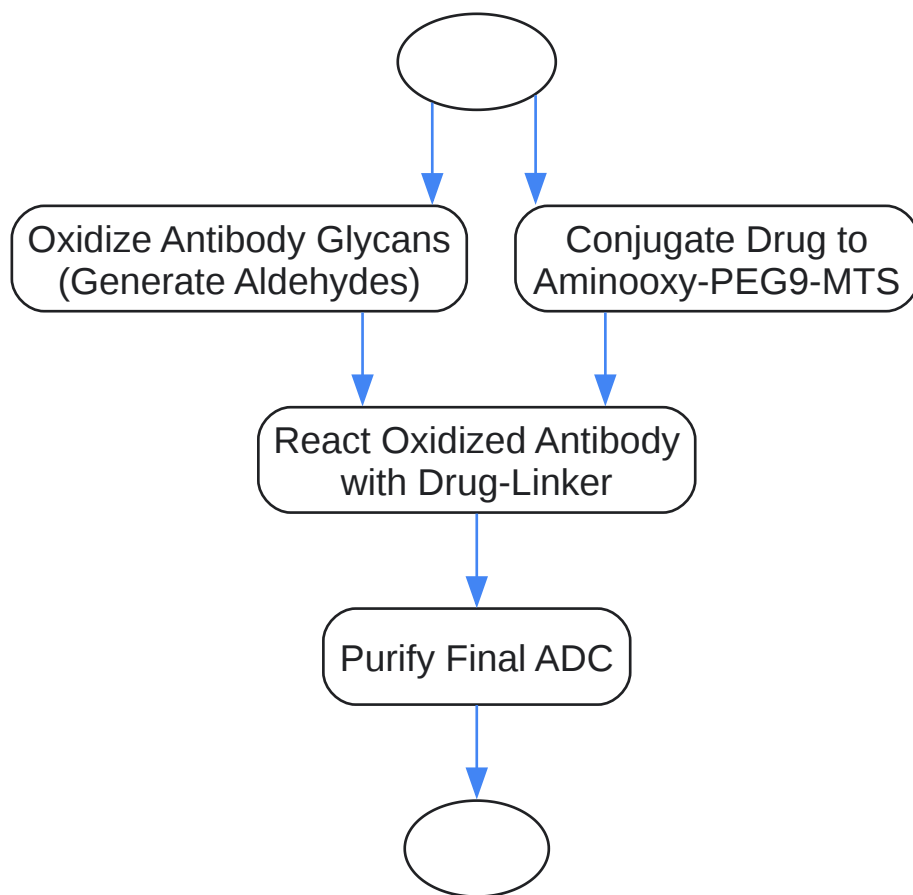 Oxidize Antibody Glycans
(Generate Aldehydes)
Conjugate Drug to
Aminooxy-PEG9-MTS
React Oxidized Antibody
with Drug-Linker
Purify Final ADC